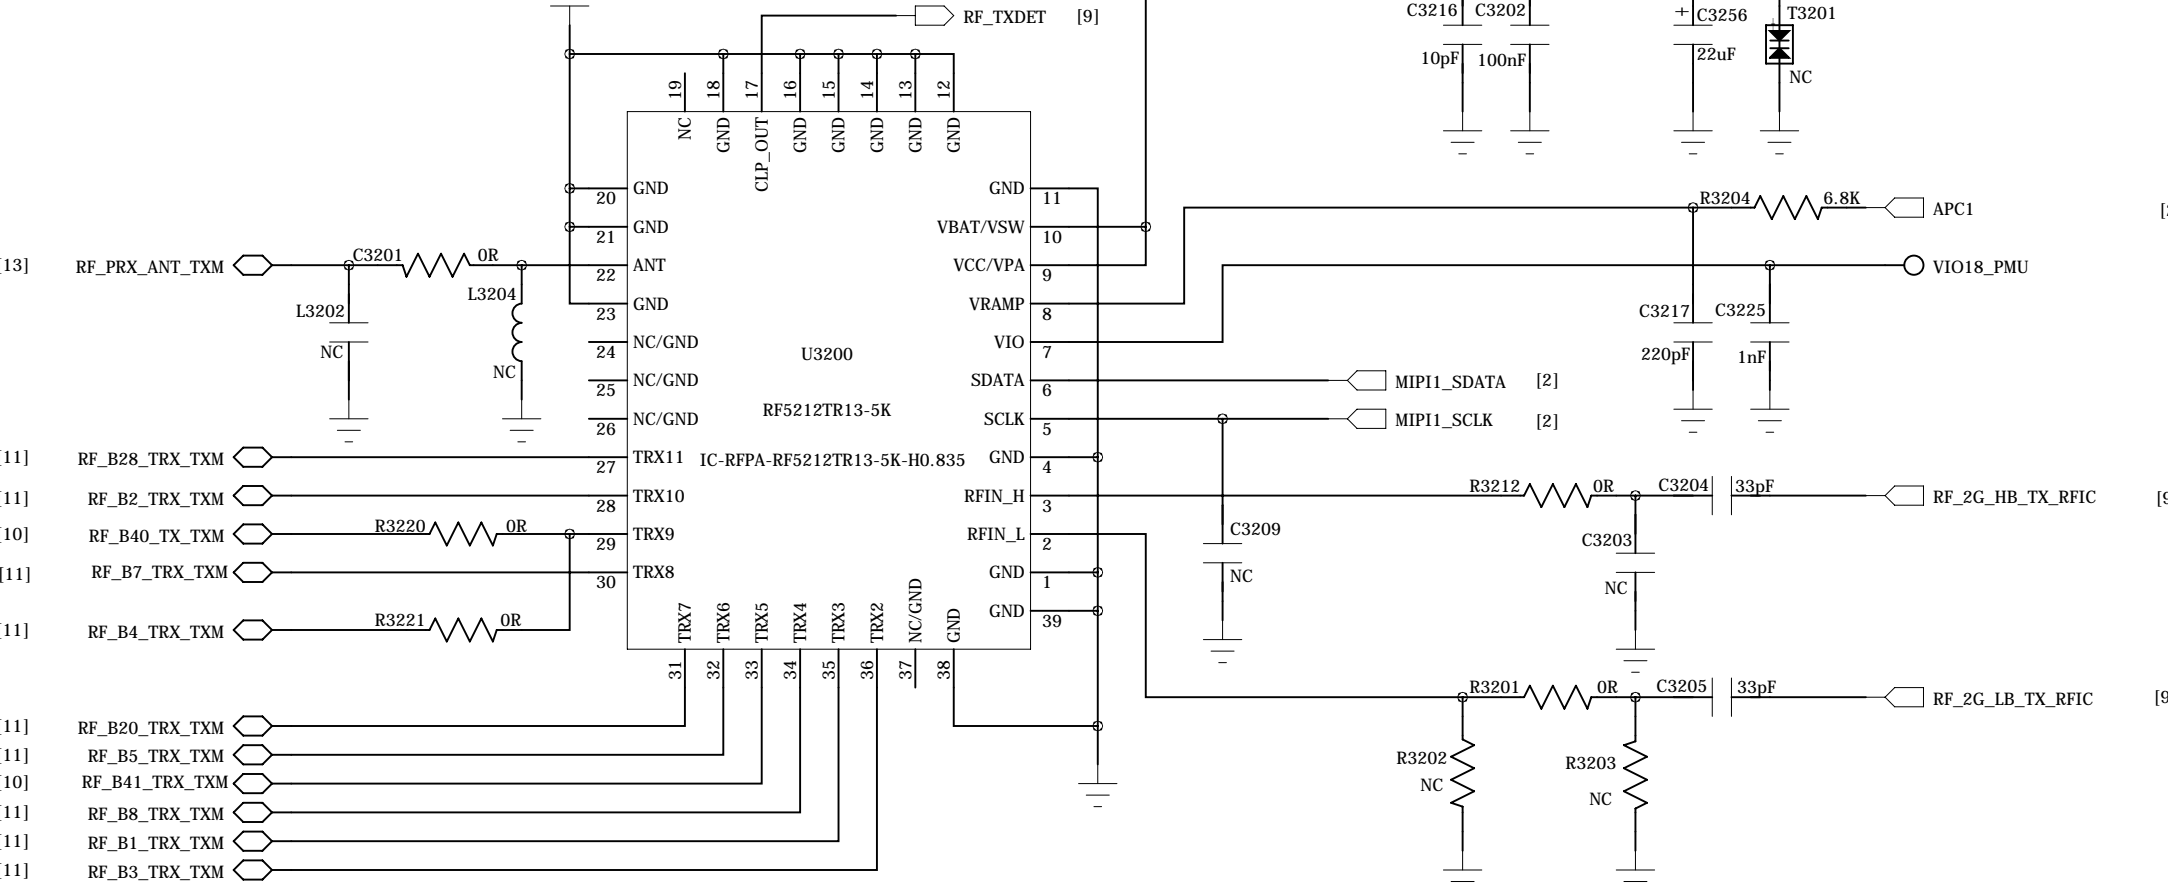 RF_TXDET [9]
C3216 C3202
10pF 100nF
C3256
+
22uF
T3201
NC
19 18 17 16 15 14 13 12
NC GND CLP_OUT GND GND GND GND GND
GND
20
GND
21
ANT
22
GND
23
NC/GND
24
NC/GND
25
NC/GND
26
TRX11
27
TRX10
28
TRX9
29
TRX8
30
GND
11
VBAT/VSW
10
VCC/VPA
9
VRAMP
8
VIO
7
SDATA
6
SCLK
5
GND
4
RFIN_H
3
RFIN_L
2
GND
1
GND
39
U3200
RF5212TR13-5K
IC-RFPA-RF5212TR13-5K-H0.835
TRX7 TRX6 TRX5 TRX4 TRX3 TRX2 NC/GND GND
31 32 33 34 35 36 37 38
[13] RF_PRX_ANT_TXM
C3201 0R
L3202
NC
L3204
NC
[11] RF_B28_TRX_TXM
[11] RF_B2_TRX_TXM
[10] RF_B40_TX_TXM
R3220 0R
[11] RF_B7_TRX_TXM
[11] RF_B4_TRX_TXM
R3221 0R
[11] RF_B20_TRX_TXM
[11] RF_B5_TRX_TXM
[10] RF_B41_TRX_TXM
[11] RF_B8_TRX_TXM
[11] RF_B1_TRX_TXM
[11] RF_B3_TRX_TXM
R3204 6.8K
APC1
VIO18_PMU
C3217
220pF
C3225
1nF
MIPI1_SDATA [2]
MIPI1_SCLK [2]
C3209
NC
R3212 0R
C3204 33pF
RF_2G_HB_TX_RFIC [9
C3203
NC
R3201 0R
C3205 33pF
RF_2G_LB_TX_RFIC [9
R3202
NC
R3203
NC